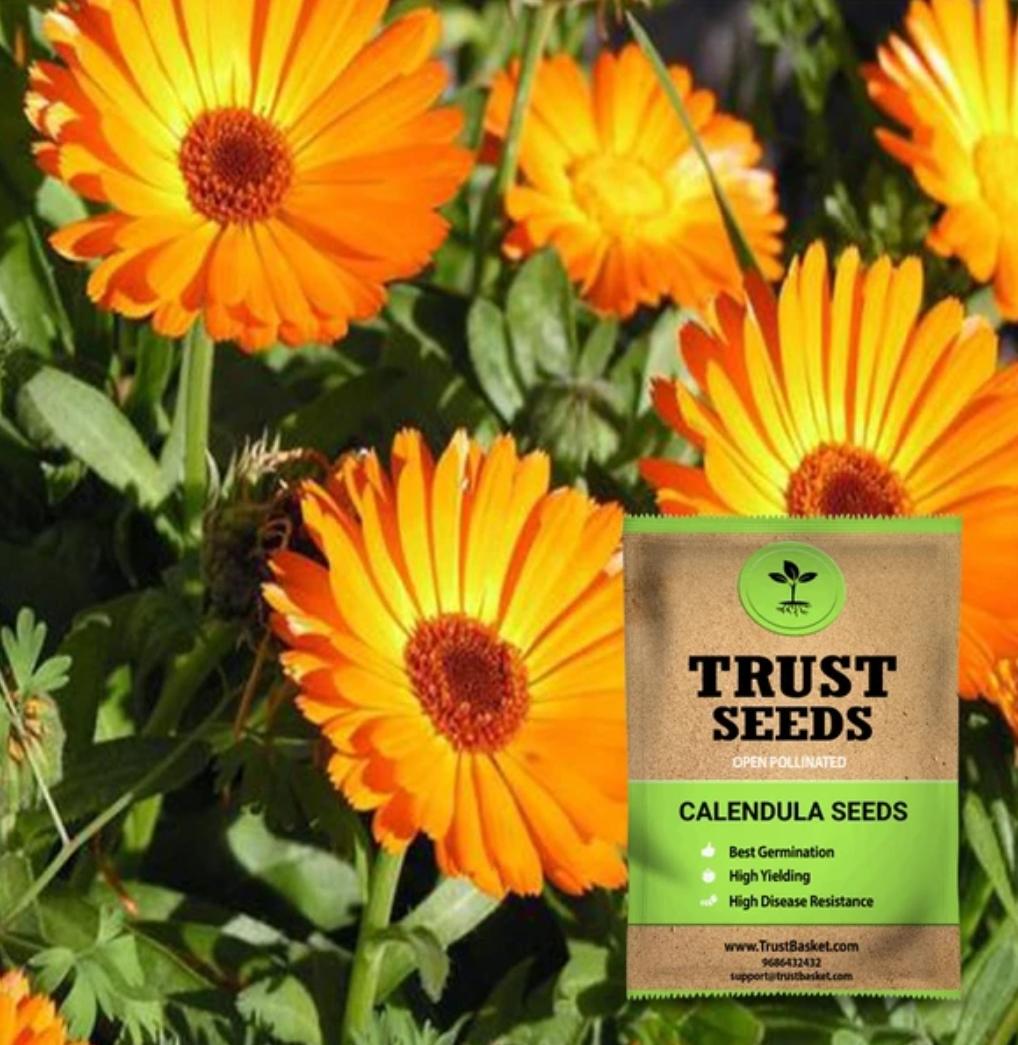 TRUST
SEEDS
OPEN POLLINATED
CALENDULA SEEDS
Best Germination
High Yielding
High Disease Resistance
www.TrustBasket.com
9686432432
support@trustbasket.com